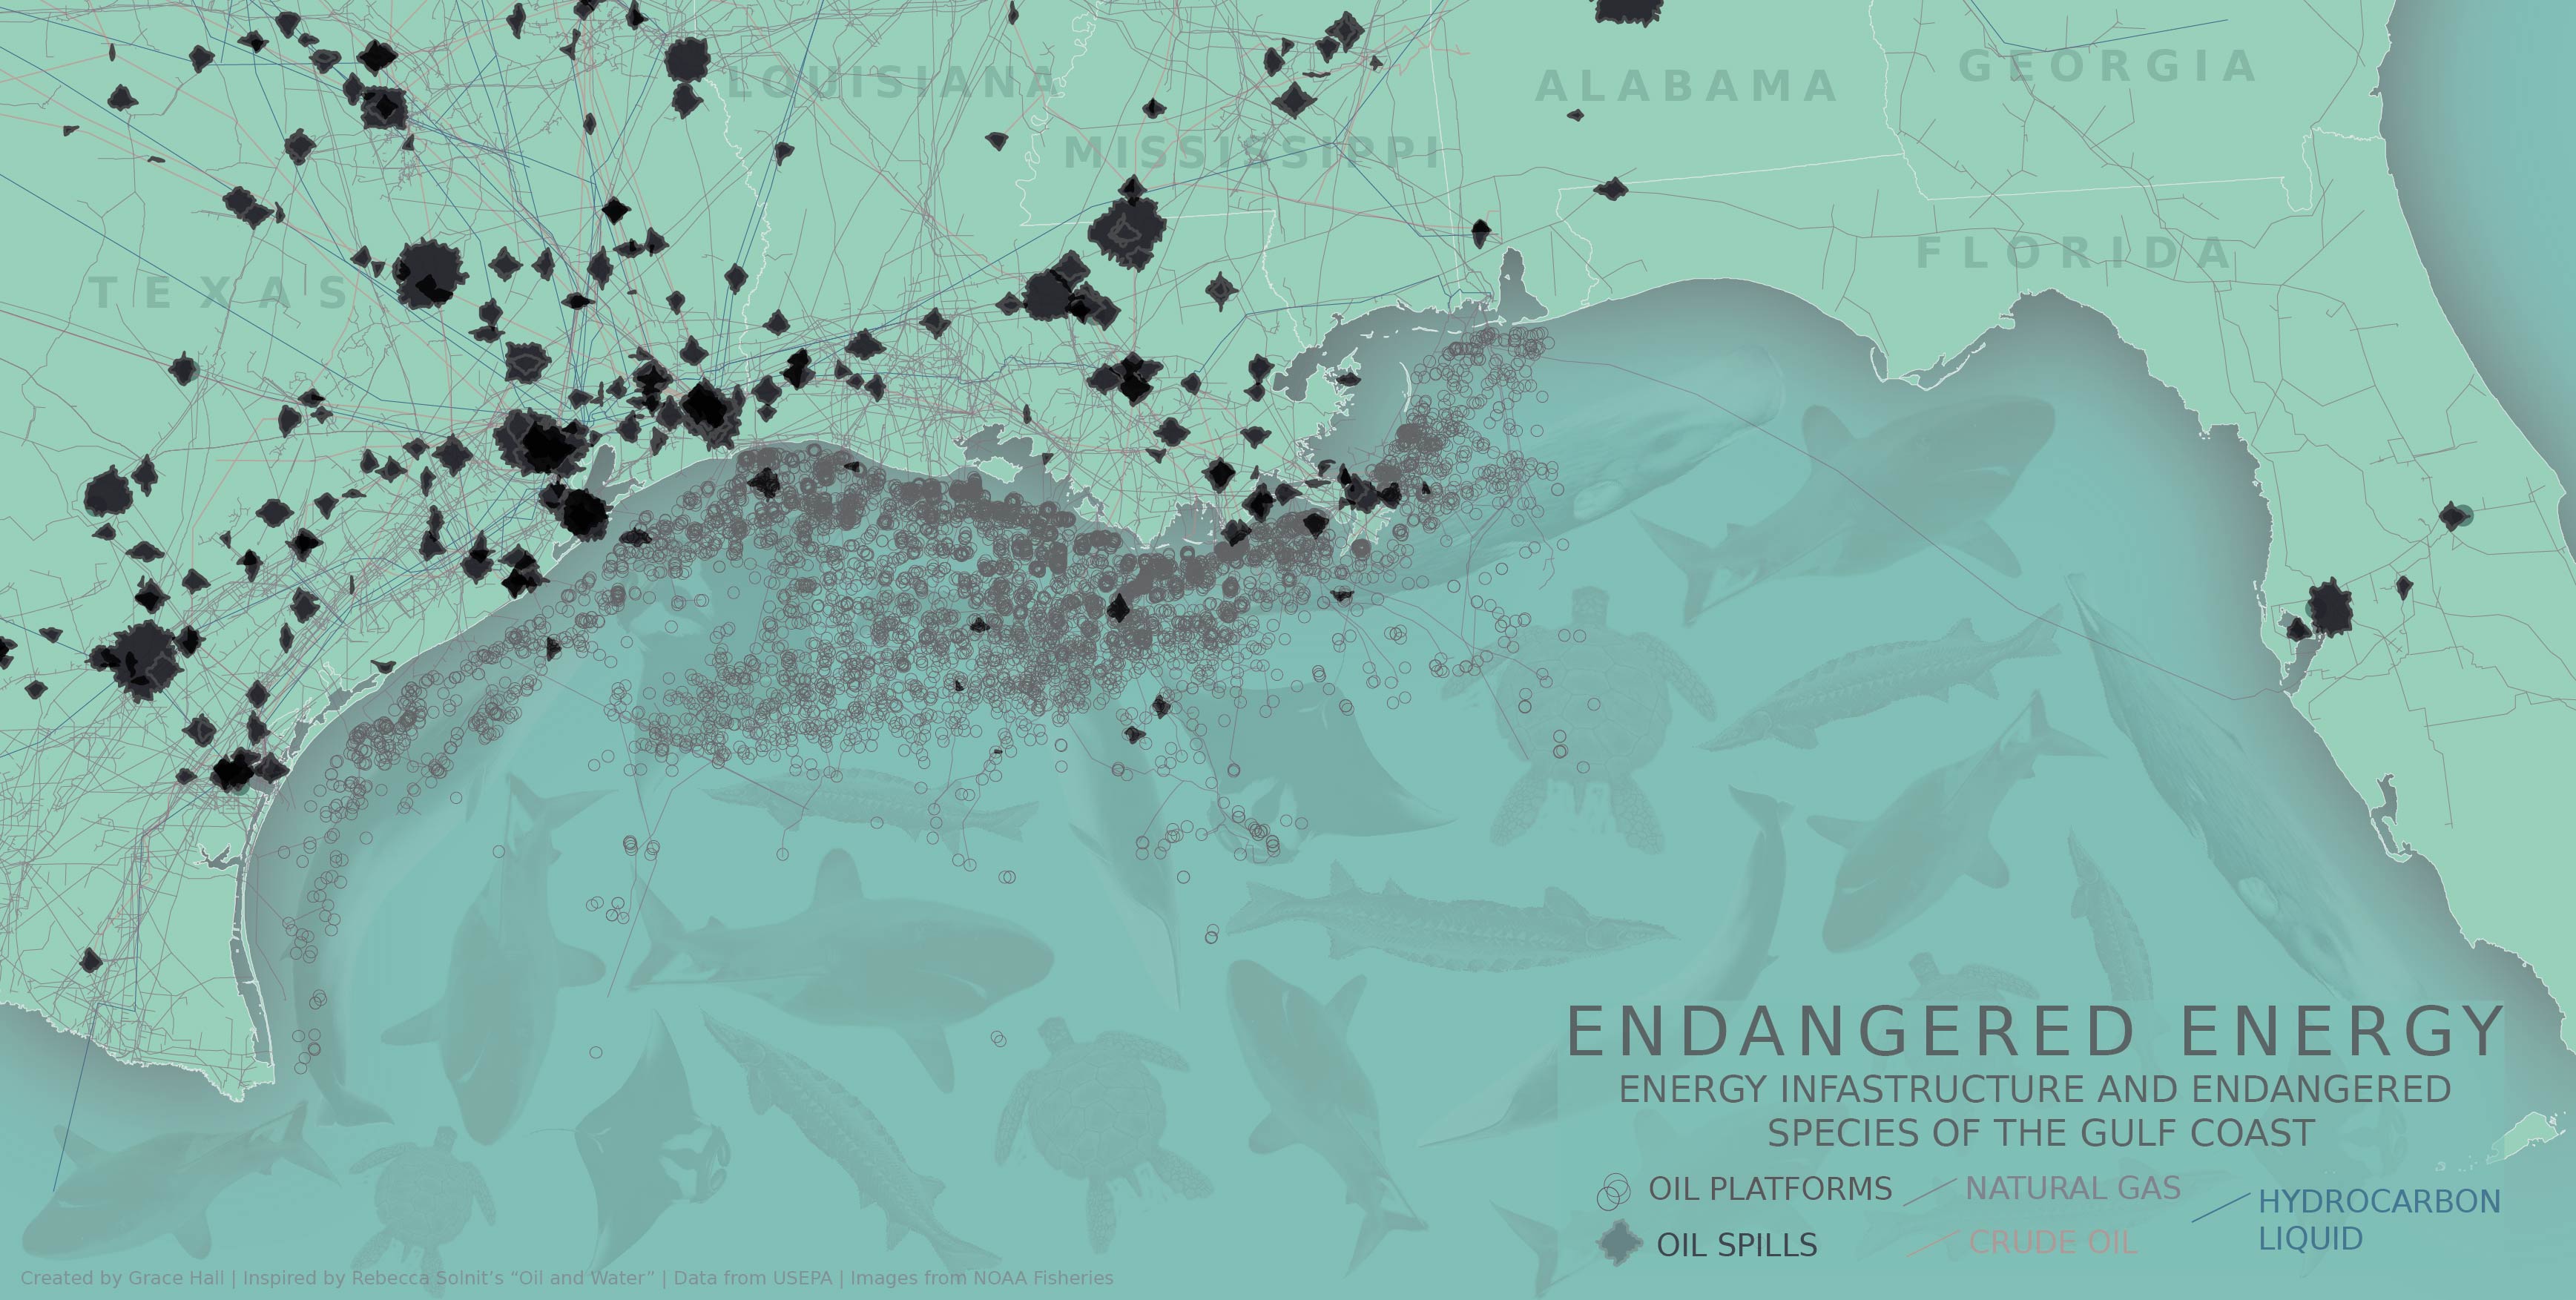 LOUISIANA
ALABAMA
GEORGIA
MISSISSIPPI
TEXAS
FLORIDA
ENDANGERED ENERGY
ENERGY INFASTRUCTURE AND ENDANGERED
SPECIES OF THE GULF COAST
OIL PLATFORMS
NATURAL GAS
HYDROCARBON
LIQUID
OIL SPILLS
CRUDE OIL
Created by Grace Hall | Inspired by Rebecca Solnit’s “Oil and Water” | Data from USEPA | Images from NOAA Fisheries